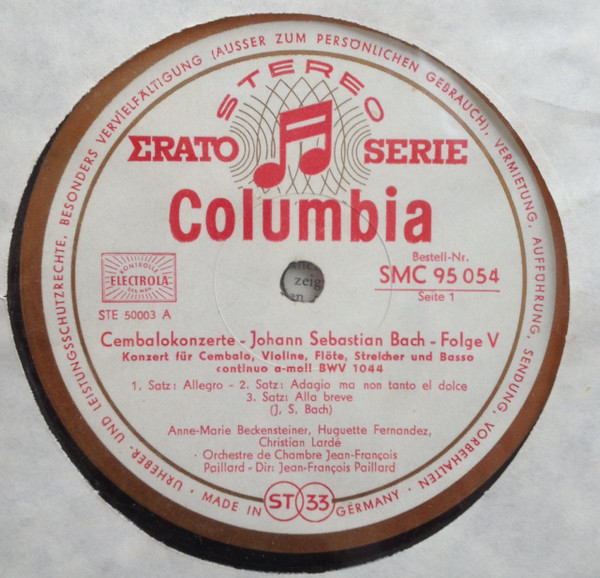 URHEBER- UND LEISTUNGSSCHUTZRECHTE, BESONDERS VERVIELFÄLTIGUNG (AUSSER ZUM PERSÖNLICHEN GEBRAUCH), VERMIETUNG, AUFFÜHRUNG, SENDUNG, VORBEHALTEN
STEREO
ΣRATO SERIE
Columbia
Bestell-Nr.
KONTROLLE
ELECTROLA
SMC 95 054
Seite 1
STE 50003 A
zeig
Cembalokonzerte - Johann Sebastian Bach - Folge V
Konzert für Cembalo, Violine, Flöte, Streicher und Basso
continuo a-moll BWV 1044
1. Satz: Allegro - 2. Satz: Adagio ma non tanto el dolce
3. Satz: Alla breve
(J. S. Bach)
Anne-Marie Beckensteiner, Huguette Fernandez,
Christian Lardé
Orchestre de Chambre Jean-François
Paillard - Dir: Jean-François Paillard
· MADE IN ST 33 GERMANY ·